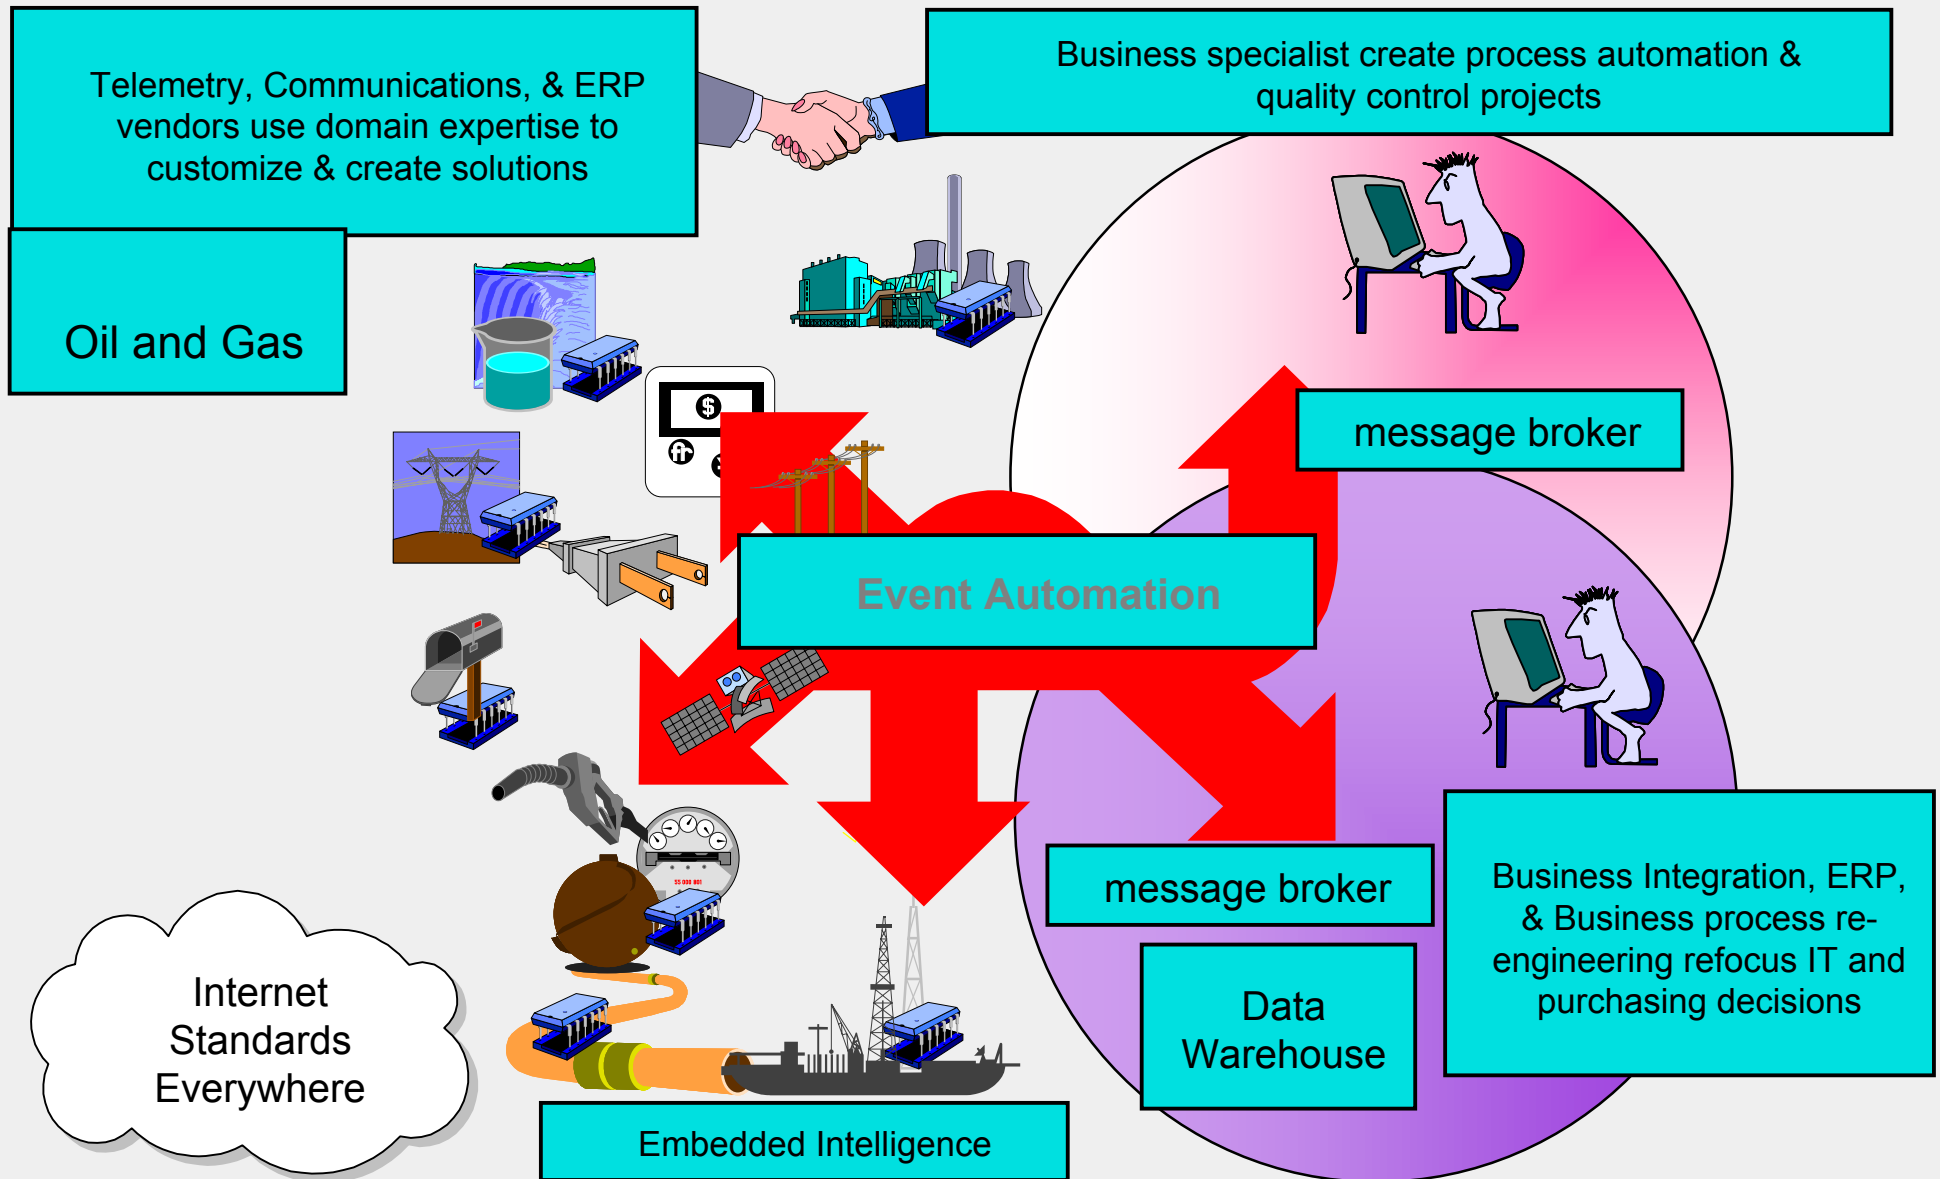 Telemetry, Communications, & ERP
vendors use domain expertise to
customize & create solutions
Business specialist create process automation &
quality control projects
Oil and Gas
$
message broker
Event Automation
message broker
Business Integration, ERP,
& Business process re-
engineering refocus IT and
purchasing decisions
Data
Warehouse
Internet
Standards
Everywhere
Embedded Intelligence